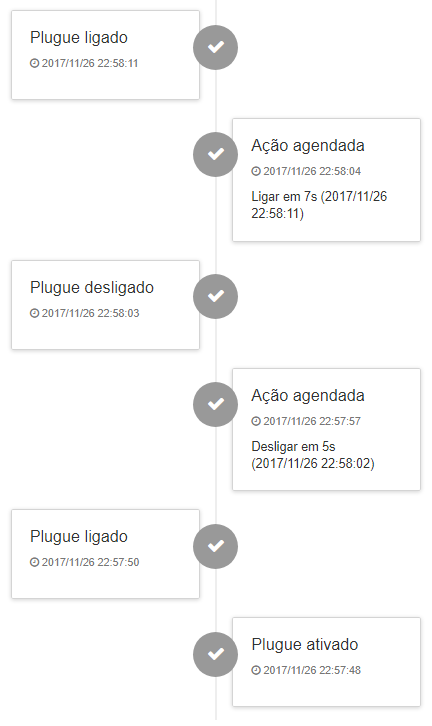 Plugue ligado
2017/11/26 22:58:11
Ação agendada
2017/11/26 22:58:04
Ligar em 7s (2017/11/26
22:58:11)
Plugue desligado
2017/11/26 22:58:03
Ação agendada
2017/11/26 22:57:57
Desligar em 5s
(2017/11/26 22:58:02)
Plugue ligado
2017/11/26 22:57:50
Plugue ativado
2017/11/26 22:57:48